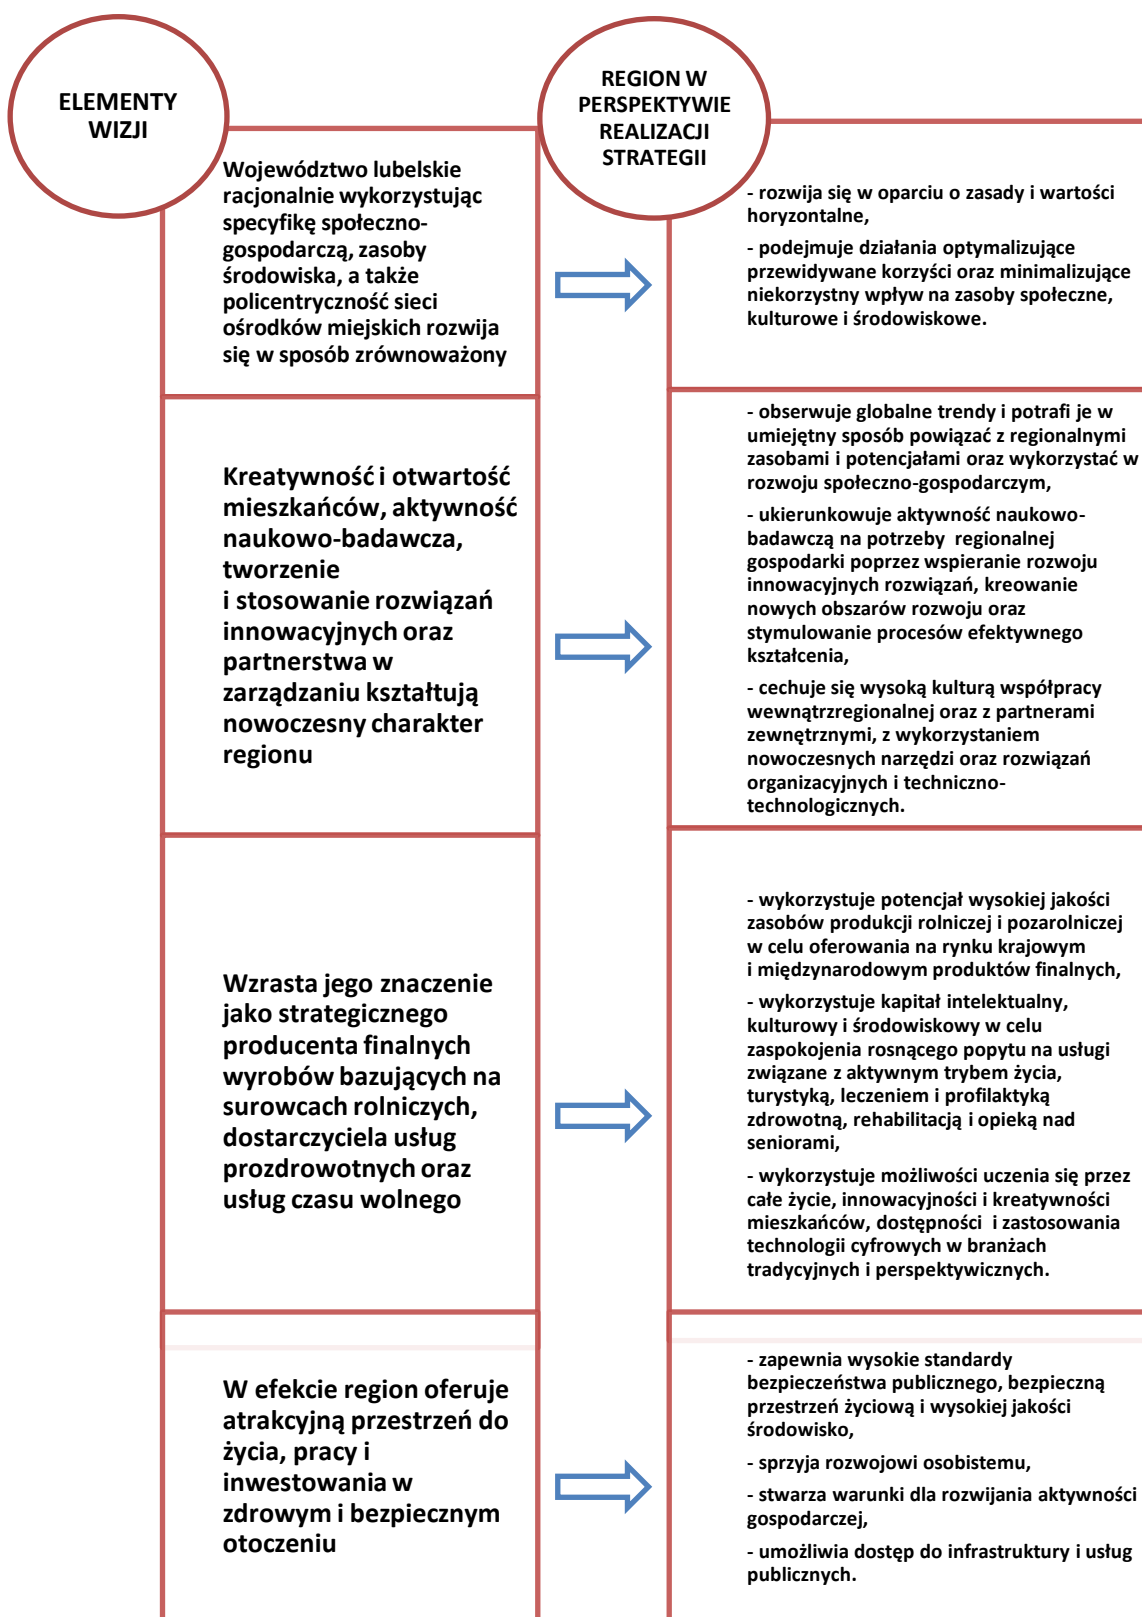 ELEMENTY
WIZJI
REGION W
PERSPEKTYWIE
REALIZACJI
STRATEGII
Województwo lubelskie
racjonalnie wykorzystując
specyfikę społeczno-
gospodarczą, zasoby
środowiska, a także
policentryczność sieci
ośrodków miejskich rozwija
się w sposób zrównoważony
- rozwija się w oparciu o zasady i wartości
horyzontalne,
- podejmuje działania optymalizujące
przewidywane korzyści oraz minimalizujące
niekorzystny wpływ na zasoby społeczne,
kulturowe i środowiskowe.
Kreatywność i otwartość
mieszkańców, aktywność
naukowo-badawcza,
tworzenie
i stosowanie rozwiązań
innowacyjnych oraz
partnerstwa w
zarządzaniu kształtują
nowoczesny charakter
regionu
- obserwuje globalne trendy i potrafi je w
umiejętny sposób powiązać z regionalnymi
zasobami i potencjałami oraz wykorzystać w
rozwoju społeczno-gospodarczym,
- ukierunkowuje aktywność naukowo-
badawczą na potrzeby  regionalnej
gospodarki poprzez wspieranie rozwoju
innowacyjnych rozwiązań, kreowanie
nowych obszarów rozwoju oraz
stymulowanie procesów efektywnego
kształcenia,
- cechuje się wysoką kulturą współpracy
wewnątrzregionalnej oraz z partnerami
zewnętrznymi, z wykorzystaniem
nowoczesnych narzędzi oraz rozwiązań
organizacyjnych i techniczno-
technologicznych.
Wzrasta jego znaczenie
jako strategicznego
producenta finalnych
wyrobów bazujących na
surowcach rolniczych,
dostarczyciela usług
prozdrowotnych oraz
usług czasu wolnego
- wykorzystuje potencjał wysokiej jakości
zasobów produkcji rolniczej i pozarolniczej
w celu oferowania na rynku krajowym
i międzynarodowym produktów finalnych,
- wykorzystuje kapitał intelektualny,
kulturowy i środowiskowy w celu
zaspokojenia rosnącego popytu na usługi
związane z aktywnym trybem życia,
turystyką, leczeniem i profilaktyką
zdrowotną, rehabilitacją i opieką nad
seniorami,
- wykorzystuje możliwości uczenia się przez
całe życie, innowacyjności i kreatywności
mieszkańców, dostępności  i zastosowania
technologii cyfrowych w branżach
tradycyjnych i perspektywicznych.
W efekcie region oferuje
atrakcyjną przestrzeń do
życia, pracy i
inwestowania w
zdrowym i bezpiecznym
otoczeniu
- zapewnia wysokie standardy
bezpieczeństwa publicznego, bezpieczną
przestrzeń życiową i wysokiej jakości
środowisko,
- sprzyja rozwojowi osobistemu,
- stwarza warunki dla rozwijania aktywności
gospodarczej,
- umożliwia dostęp do infrastruktury i usług
publicznych.